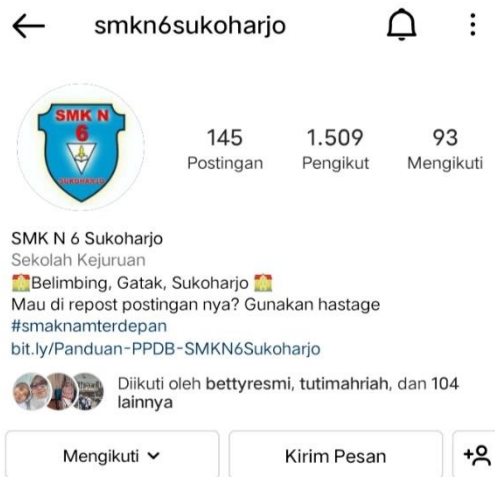 smkn6sukoharjo
SMK N
6
SUKOHARJO
145
1.509
93
Postingan
Pengikut
Mengikuti
SMK N 6 Sukoharjo
Sekolah Kejuruan
Belimbing, Gatak, Sukoharjo
Mau di repost postingan nya? Gunakan hastage
#smaknamterdepan
bit.ly/Panduan-PPDB-SMKN6Sukoharjo
Diikuti oleh bettyresmi, tutimahriah, dan 104
lainnya
Mengikuti
Kirim Pesan